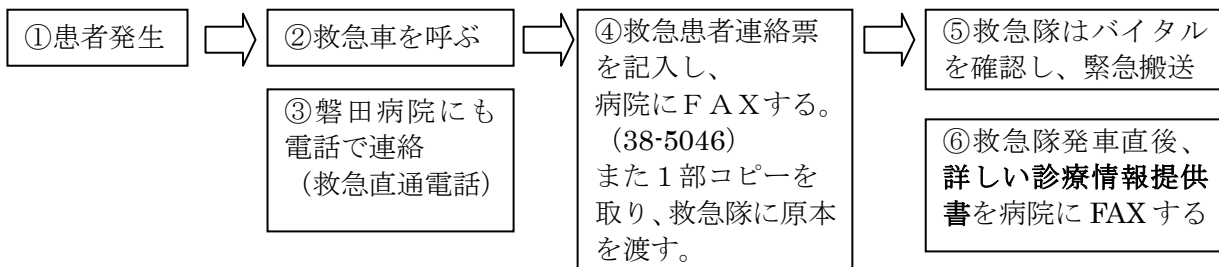 ①患者発生
②救急車を呼ぶ
③磐田病院にも
電話で連絡
（救急直通電話）
④救急患者連絡票
を記入し、
病院にＦＡＸする。
（38-5046）
また１部コピーを
取り、救急隊に原本
を渡す。
⑤救急隊はバイタル
を確認し、緊急搬送
⑥救急隊発車直後、
詳しい診療情報提供
書を病院に FAX する